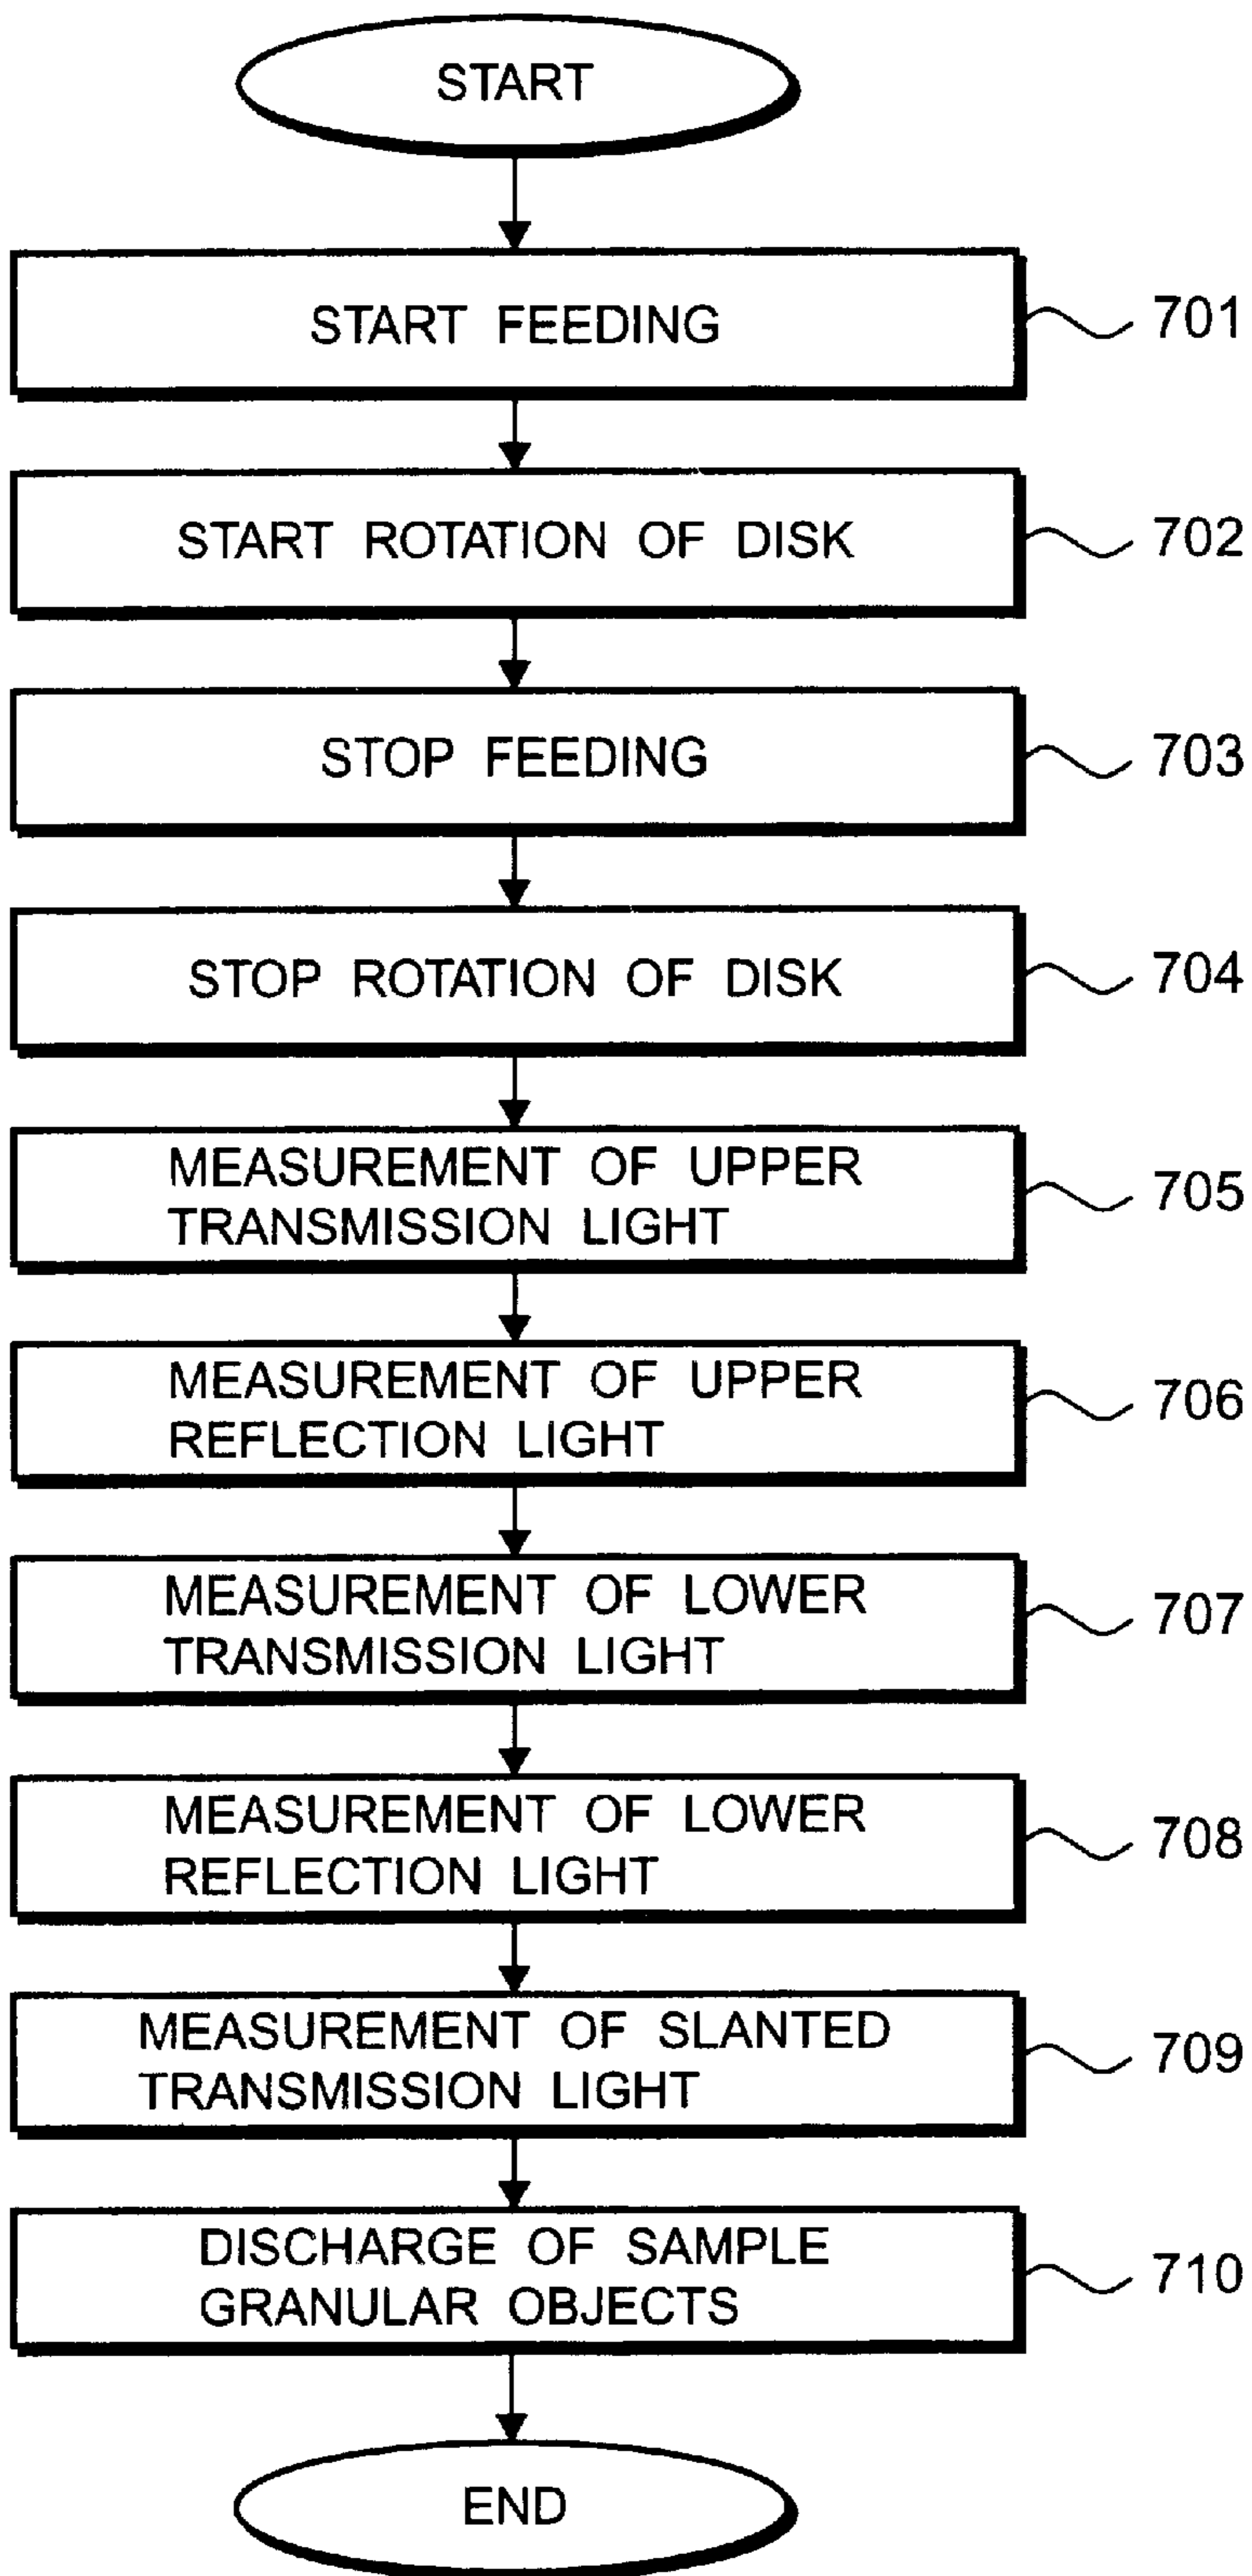 START
START FEEDING
701
START ROTATION OF DISK
702
STOP FEEDING
703
STOP ROTATION OF DISK
704
MEASUREMENT OF UPPER
TRANSMISSION LIGHT
705
MEASUREMENT OF UPPER
REFLECTION LIGHT
706
MEASUREMENT OF LOWER
TRANSMISSION LIGHT
707
MEASUREMENT OF LOWER
REFLECTION LIGHT
708
MEASUREMENT OF SLANTED
TRANSMISSION LIGHT
709
DISCHARGE OF SAMPLE
GRANULAR OBJECTS
710
END